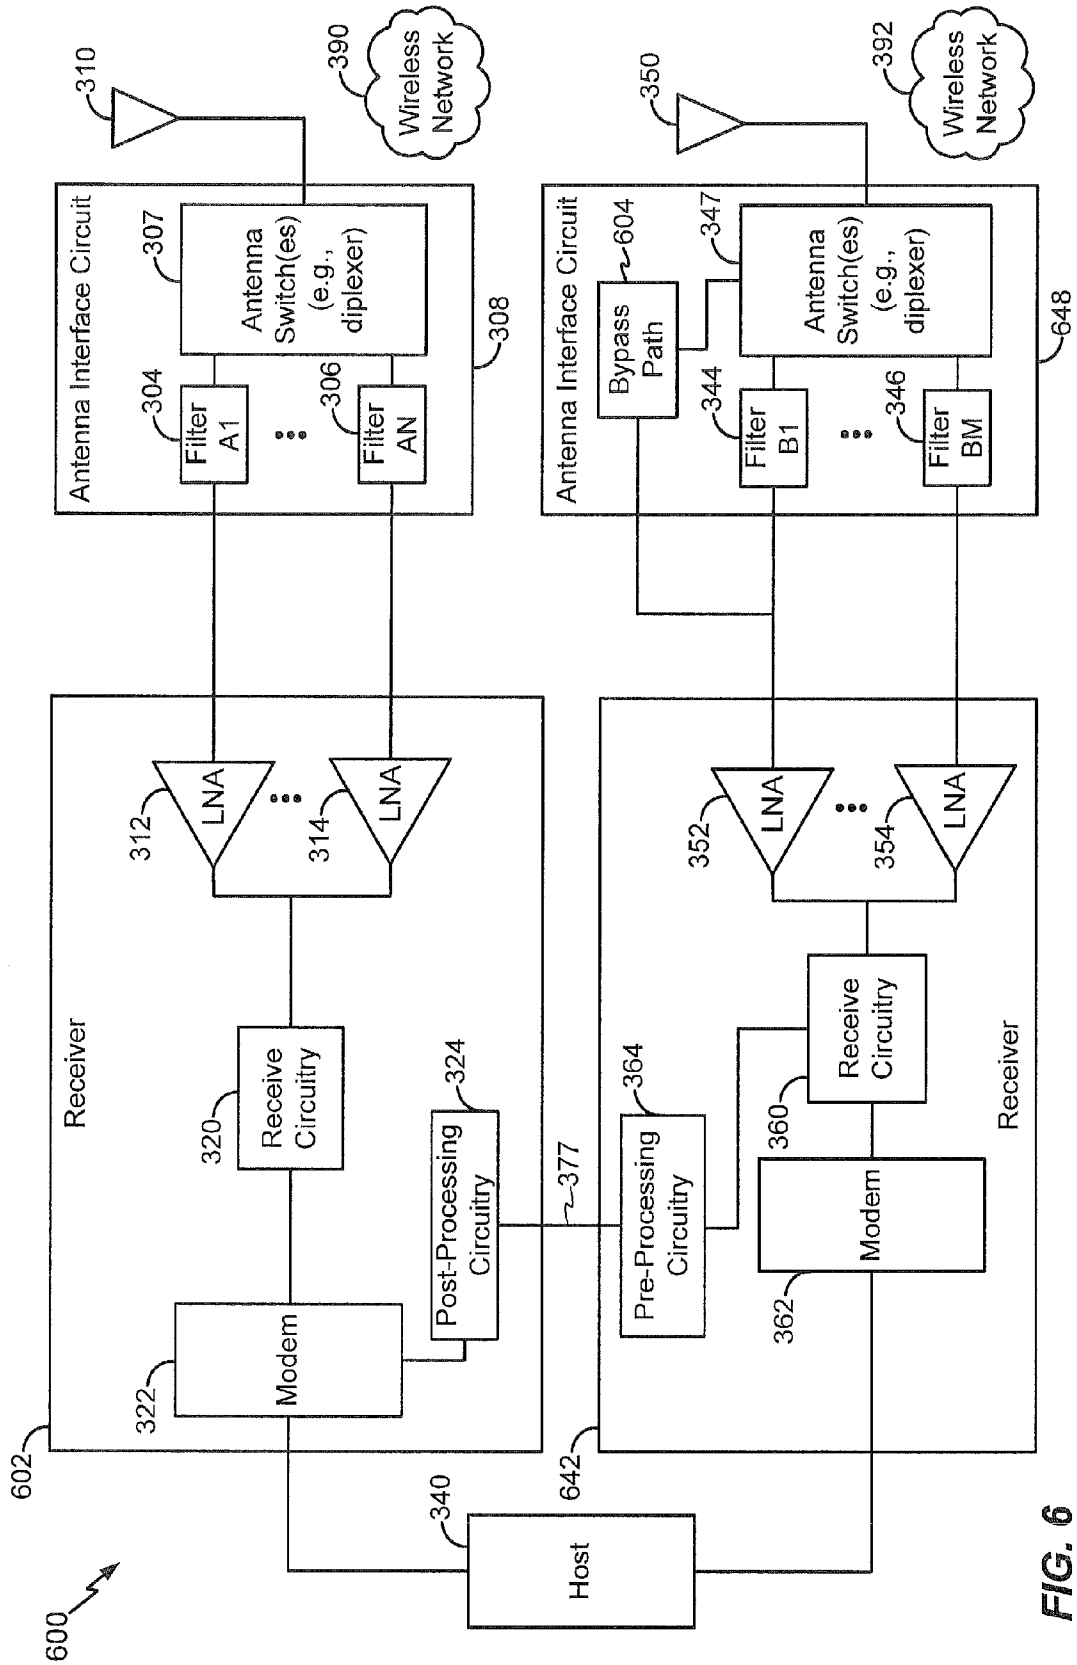 600
602
Receiver
Antenna Interface Circuit
310
390
Wireless
Network
307
Antenna
Switch(es)
(e.g.,
diplexer)
308
304
Filter
A1
306
Filter
AN
312
LNA
314
LNA
320
Receive
Circuitry
322
Modem
324
Post-Processing
Circuitry
340
Host
377
642
364
Pre-Processing
Circuitry
360
Receive
Circuitry
362
Modem
Receiver
352
LNA
354
LNA
Antenna Interface Circuit
604
Bypass
Path
344
Filter
B1
346
Filter
BM
347
Antenna
Switch(es)
(e.g.,
diplexer)
648
350
392
Wireless
Network
FIG. 6